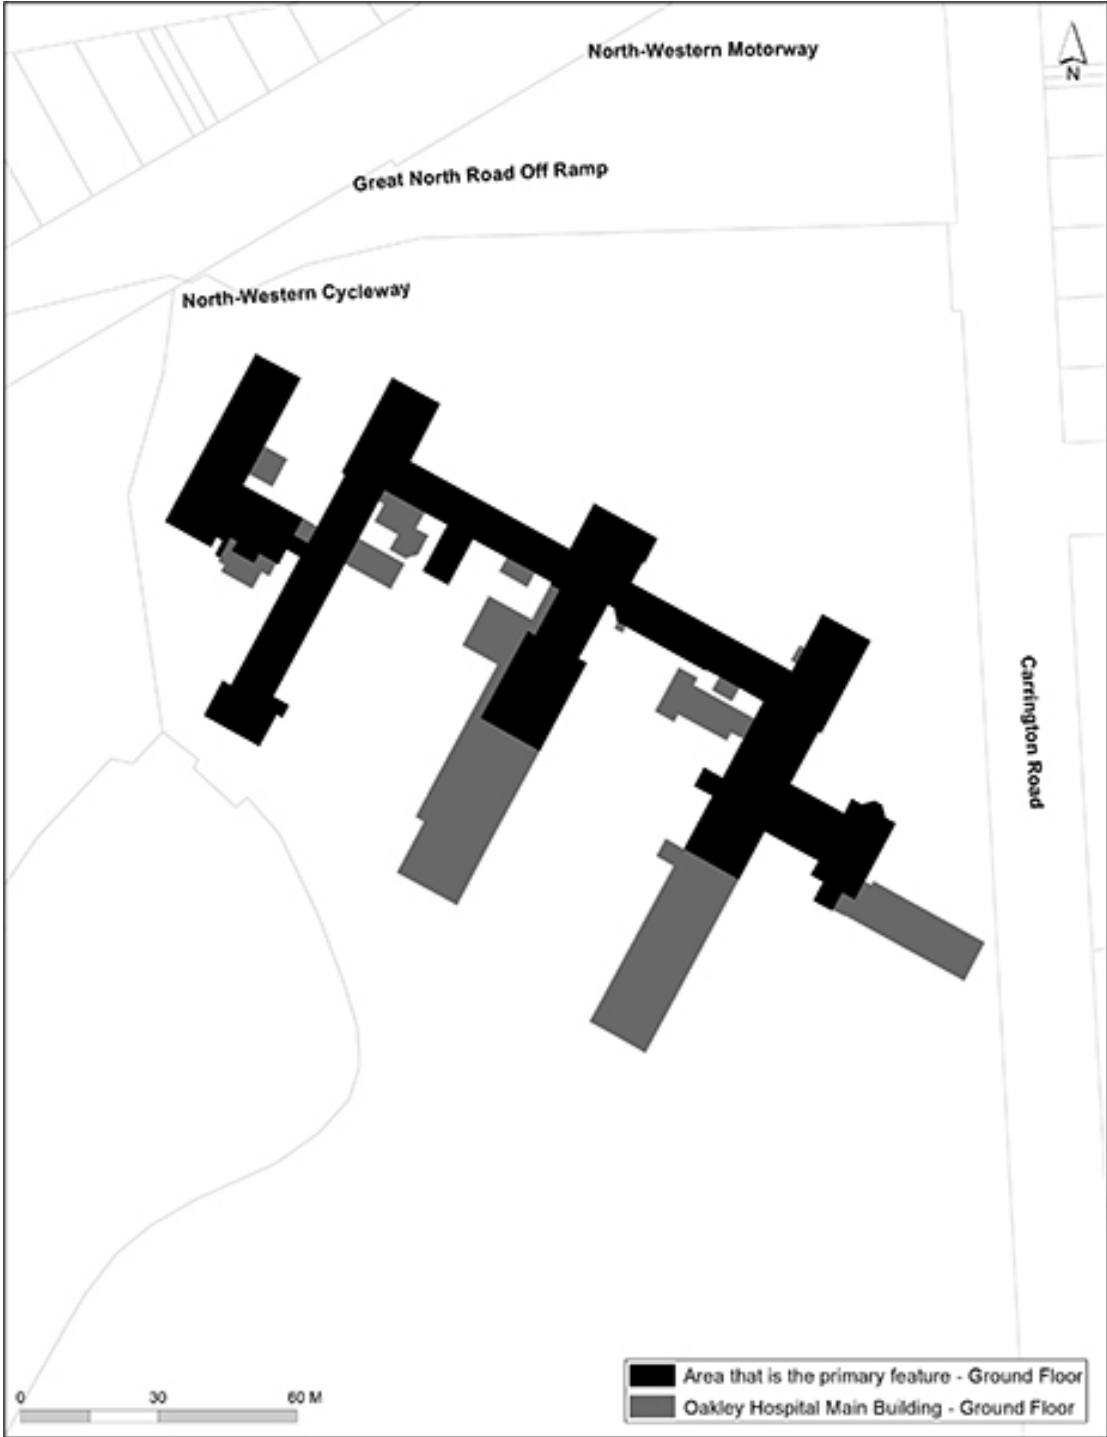 North-Western Motorway
N
Great North Road Off Ramp
North-Western Cycleway
Carrington Road
0 30 60 M
Area that is the primary feature - Ground Floor
Oakley Hospital Main Building - Ground Floor